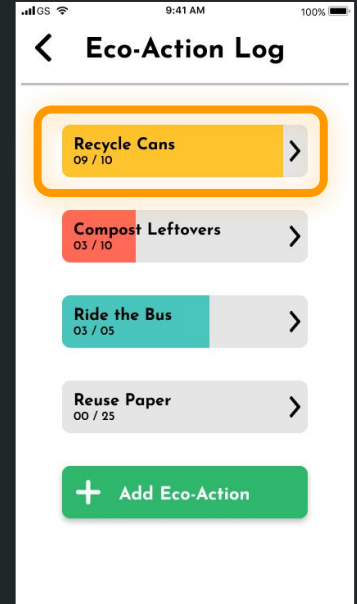 GS
9:41 AM
100%
Eco-Action Log
Recycle Cans
09 / 10
Compost Leftovers
03 / 10
Ride the Bus
03 / 05
Reuse Paper
00 / 25
Add Eco-Action